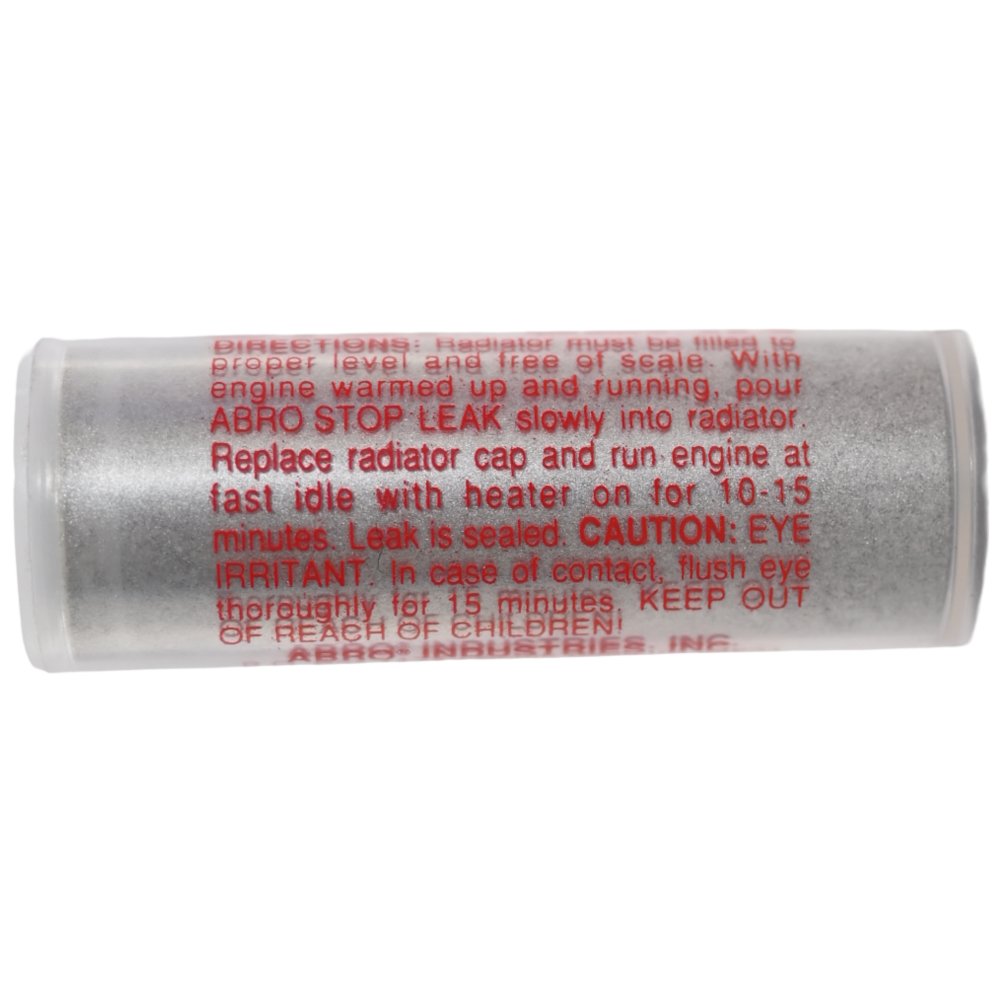 DIRECTIONS: Radiator must be filled to
proper level and free of scale. With
engine warmed up and running, pour
ABRO STOP LEAK slowly into radiator.
Replace radiator cap and run engine at
fast idle with heater on for 10-15
minutes. Leak is sealed. CAUTION: EYE
IRRITANT. In case of contact, flush eye
thoroughly for 15 minutes. KEEP OUT
OF REACH OF CHILDREN!
ABRO® INDUSTRIES, INC.